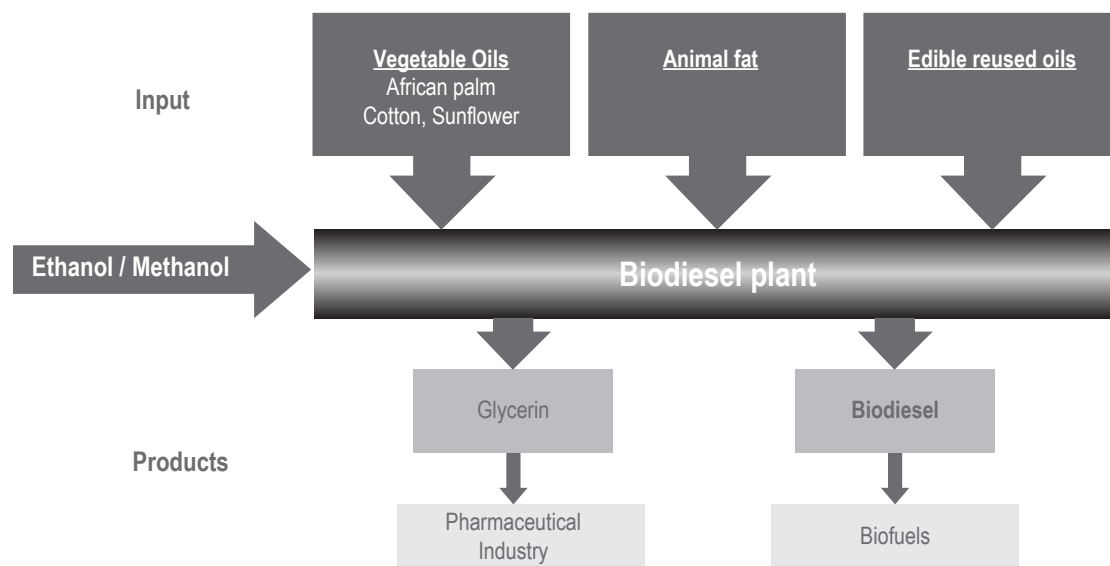 Vegetable Oils
African palm
Cotton, Sunflower
Animal fat
Edible reused oils
Input
Ethanol / Methanol
Biodiesel plant
Glycerin
Biodiesel
Products
Pharmaceutical
Industry
Biofuels